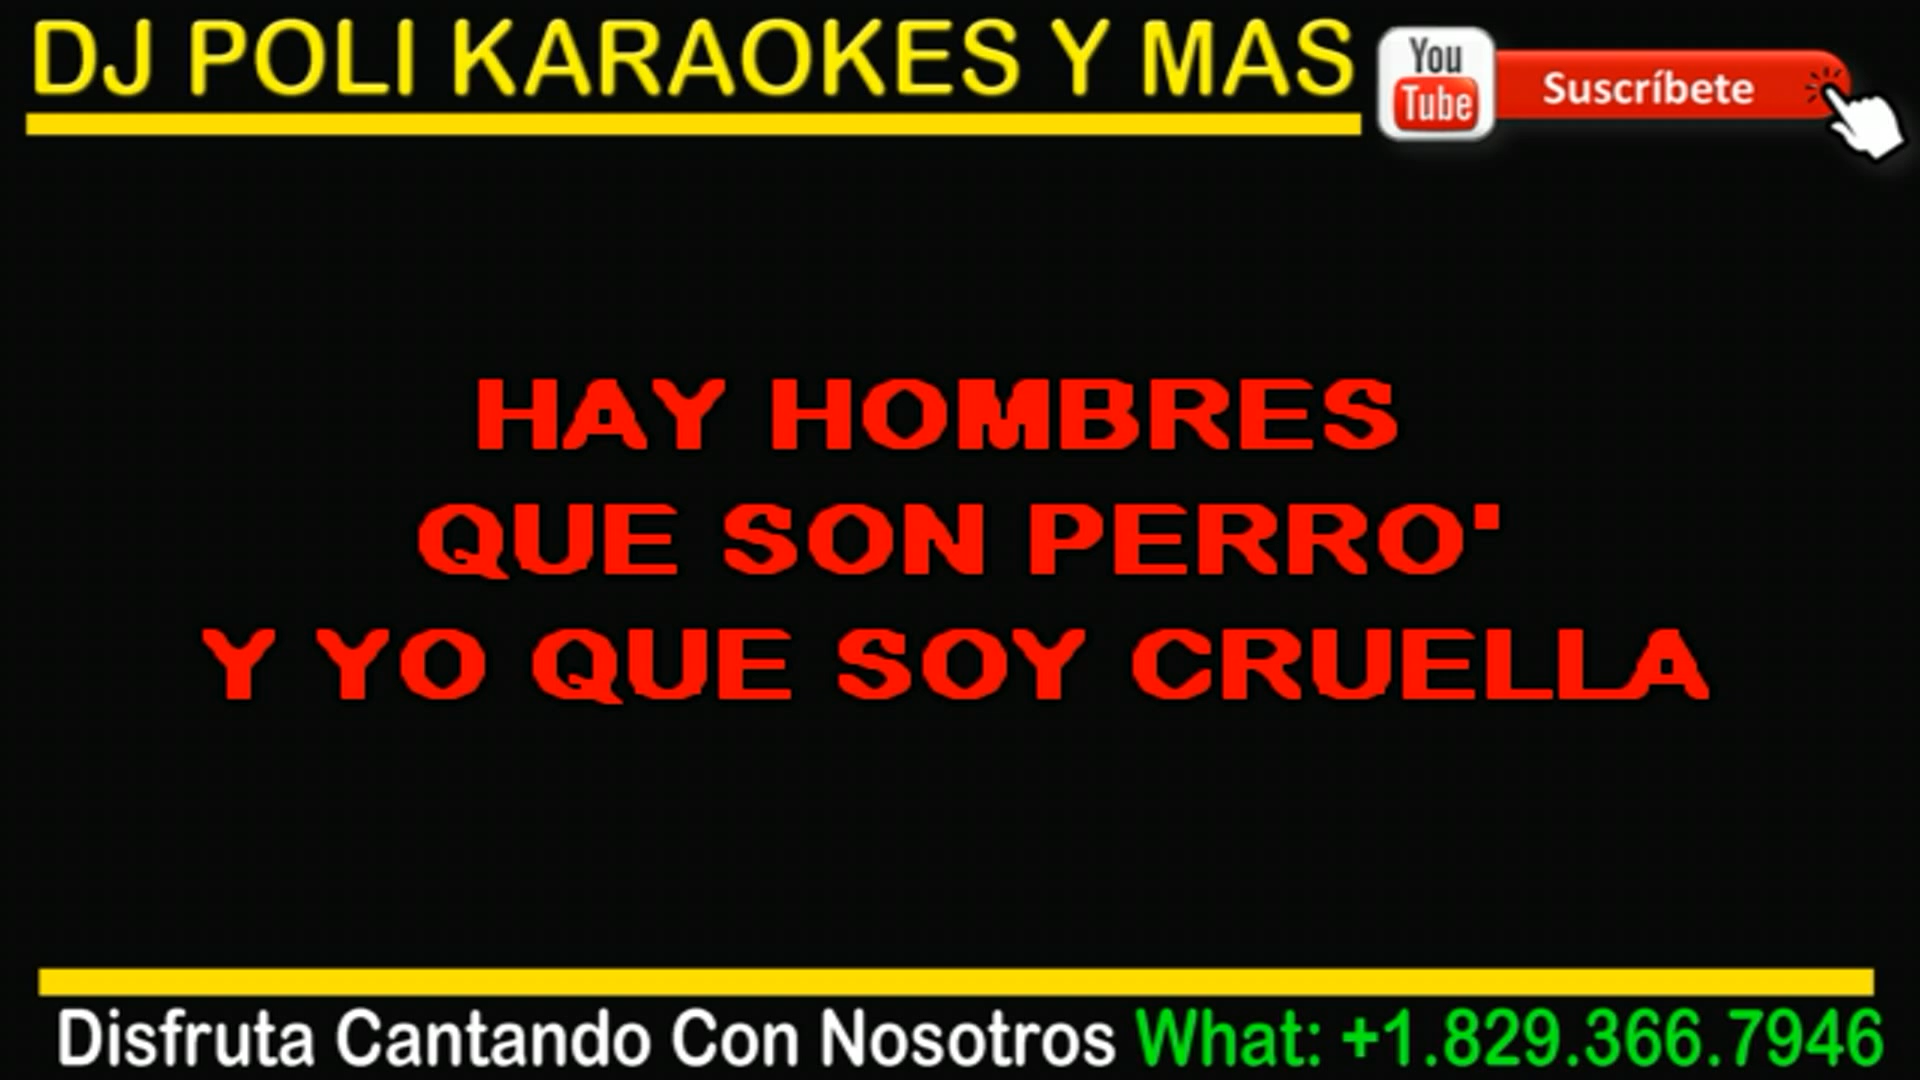 DJ POLI KARAOKES Y MAS
You
Tube
Suscríbete
HAY HOMBRES
QUE SON PERRO'
Y YO QUE SOY CRUELLA
Disfruta Cantando Con Nosotros What: +1.829.366.7946